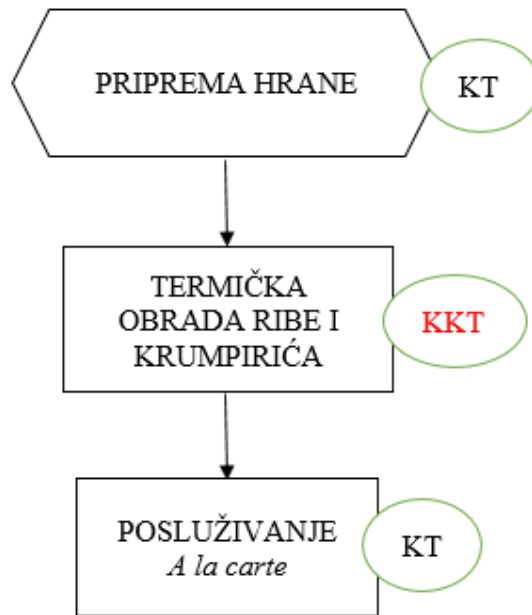 PRIPREMA HRANE
KT
TERMIČKA
OBRADA RIBE I
KRUMPIRIĆA
KKT
POSLUŽIVANJE
A la carte
KT